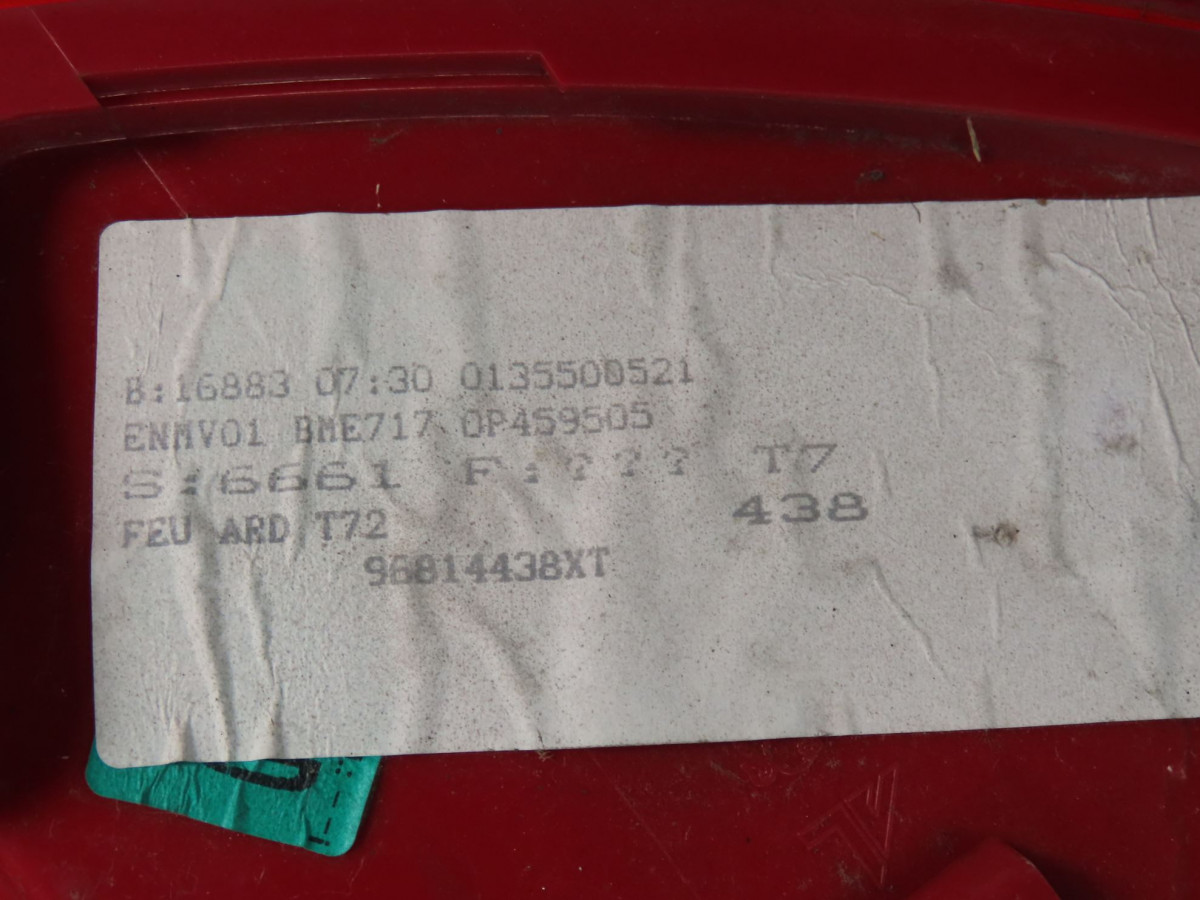 B:16883 07:30 0135500521
ENMV01 BME717 0P459505
S:6661 F:??? T7
FEU ARD T72 438
96814438XT